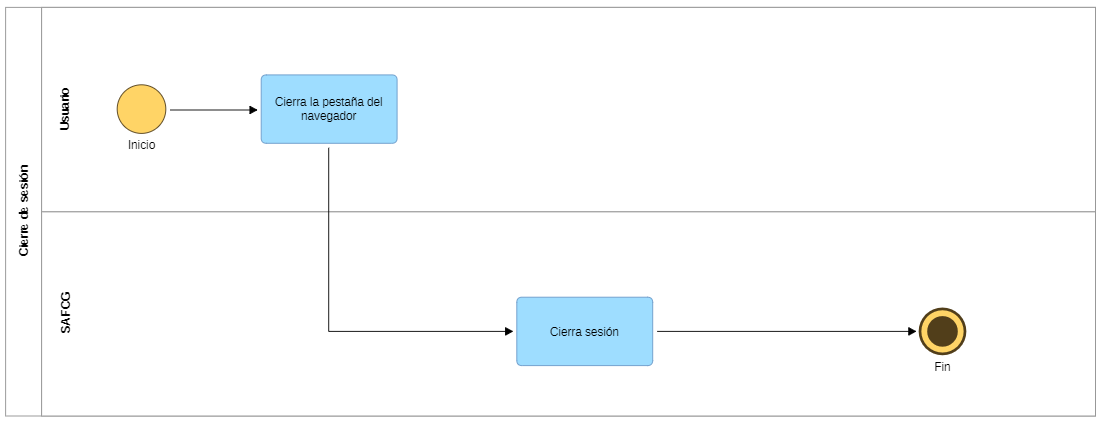 Cierre de sesión
Usuario
Inicio
Cierra la pestaña del
navegador
SAFCG
Cierra sesión
Fin